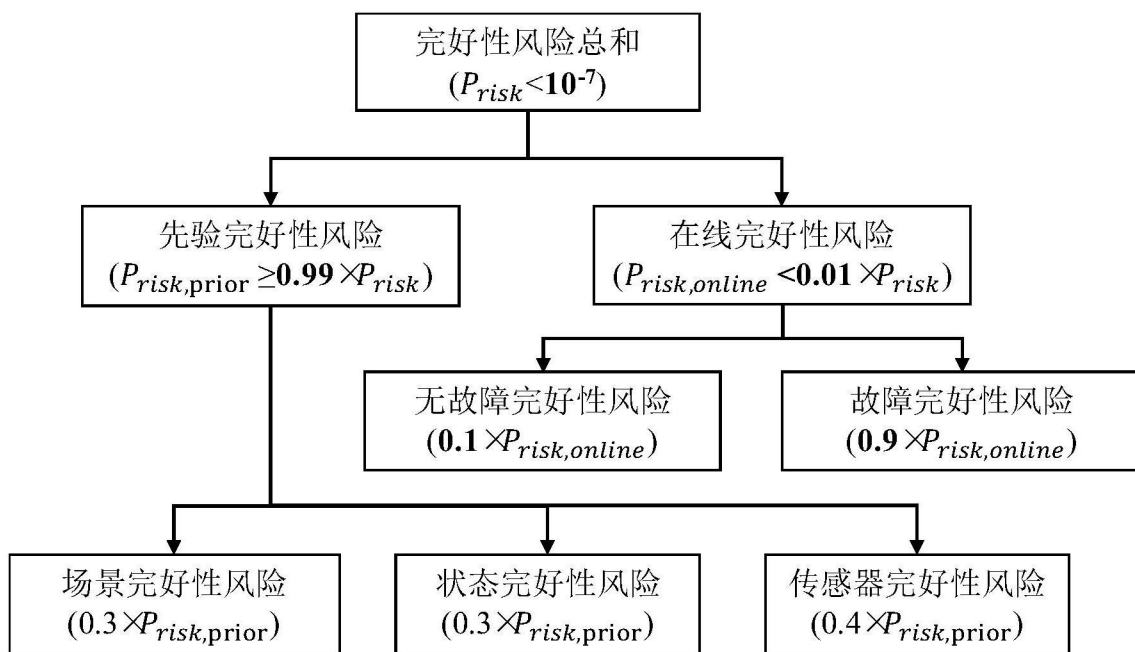 完好性风险总和
(P_risk<10⁻⁷)
先验完好性风险
(P_risk,prior ≥0.99×P_risk)
在线完好性风险
(P_risk,online <0.01×P_risk)
无故障完好性风险
(0.1×P_risk,online)
故障完好性风险
(0.9×P_risk,online)
场景完好性风险
(0.3×P_risk,prior)
状态完好性风险
(0.3×P_risk,prior)
传感器完好性风险
(0.4×P_risk,prior)